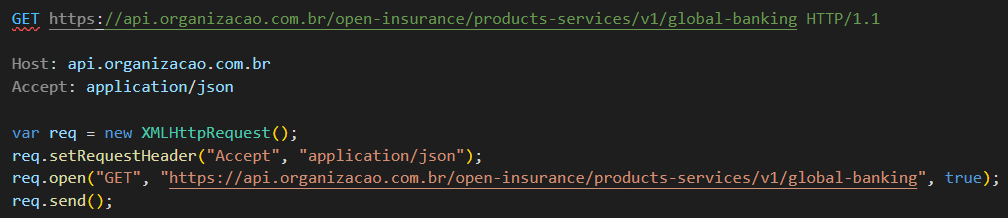 GET https://api.organizacao.com.br/open-insurance/products-services/v1/global-banking HTTP/1.1
Host: api.organizacao.com.br
Accept: application/json
var req = new XMLHttpRequest();
req.setRequestHeader("Accept", "application/json");
req.open("GET", "https://api.organizacao.com.br/open-insurance/products-services/v1/global-banking", true);
req.send();